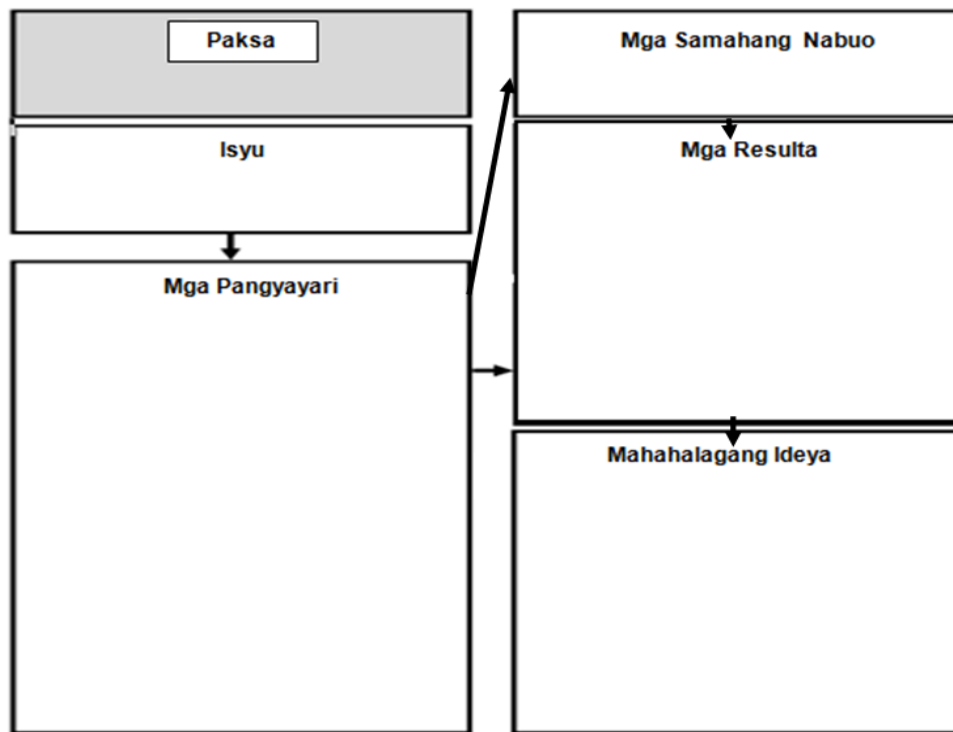 Paksa
Isyu
Mga Pangyayari
Mga Samahang Nabuo
Mga Resulta
Mahahalagang Ideya